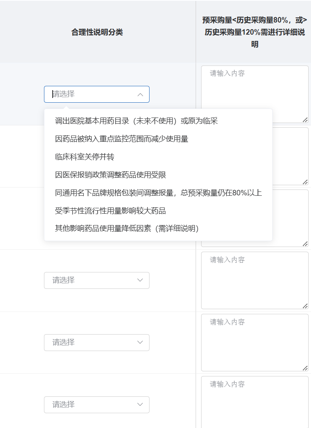 合理性说明分类
预采购量<历史采购量80%，或>
历史采购量120%需进行详细说
明
请选择
请输入内容
调出医院基本用药目录（未来不使用）或原为临采
因药品被纳入重点监控范围而减少使用量
临床科室关停并转
因医保报销政策调整药品使用受限
同通用名下品牌规格包装间调整报量，总预采购量仍在80%以上
受季节性流行性用量影响较大药品
其他影响药品使用量降低因素（需详细说明）
请选择
请输入内容
请选择
请输入内容
请选择
请输入内容